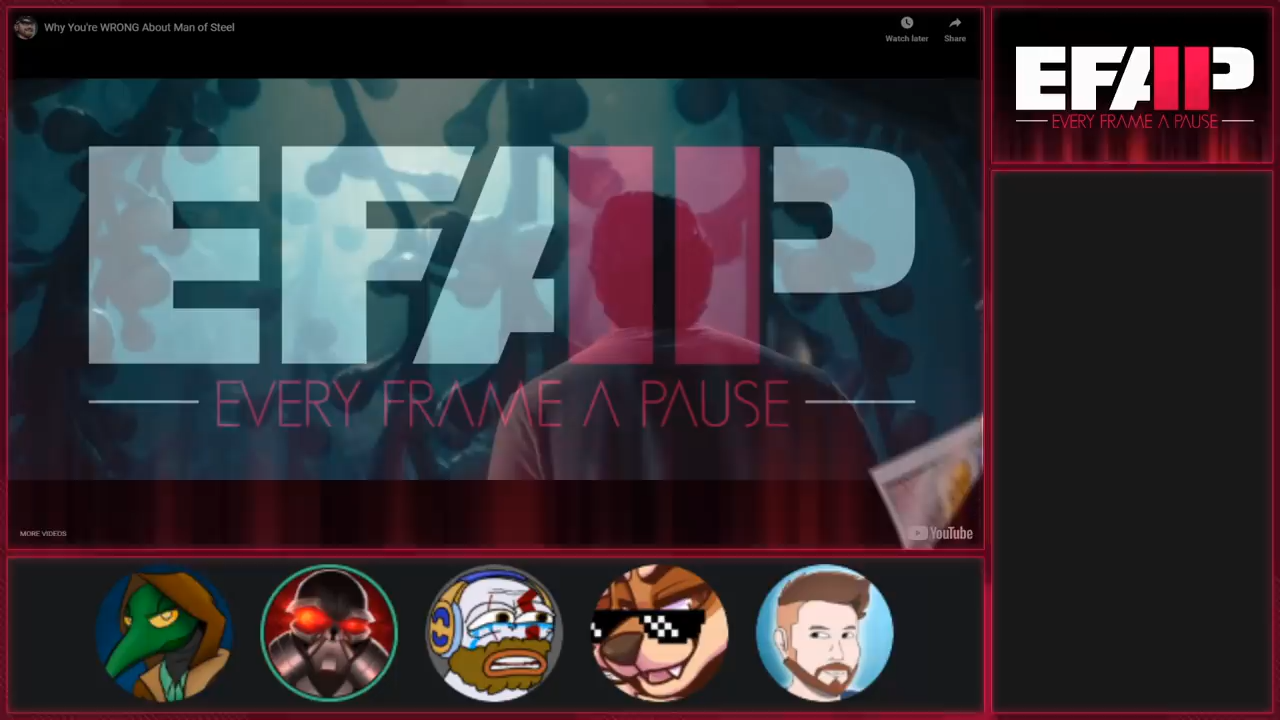 Why You're WRONG About Man of Steel
Watch later
Share
EFAP
EVERY FRAME A PAUSE
MORE VIDEOS
YouTube
EFAP
EVERY FRAME A PAUSE